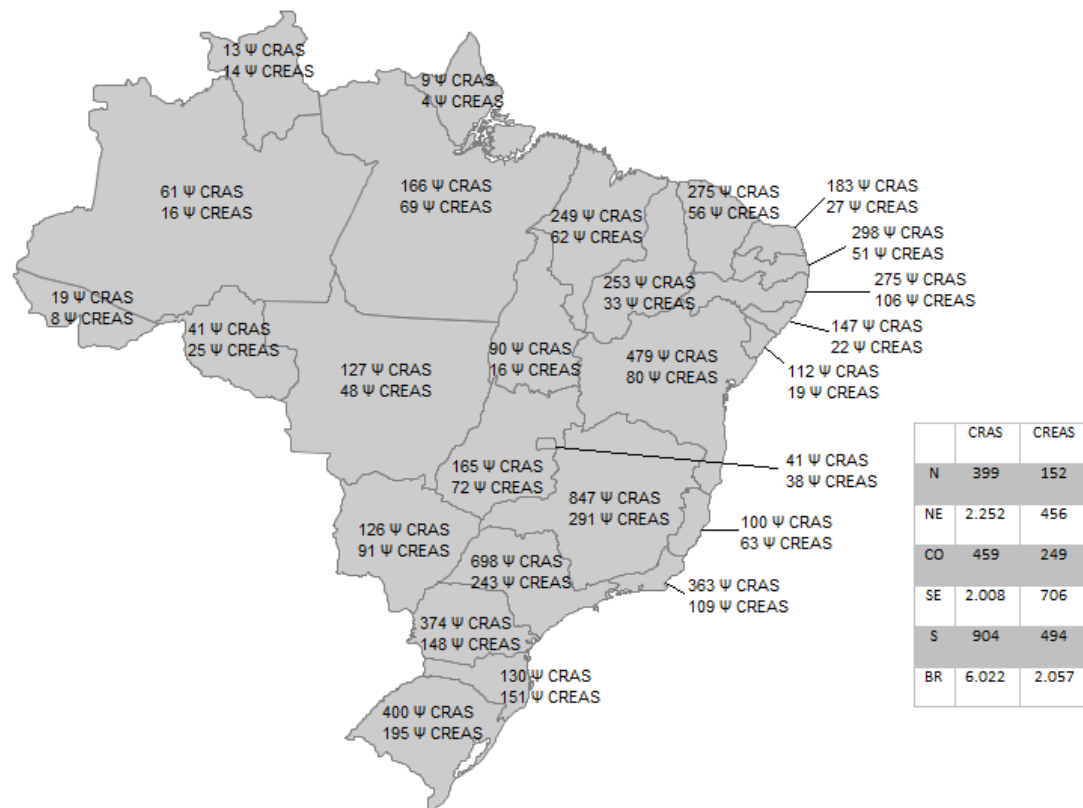 13 Ψ CRAS
14 Ψ CREAS
9 Ψ CRAS
4 Ψ CREAS
61 Ψ CRAS
16 Ψ CREAS
166 Ψ CRAS
69 Ψ CREAS
249 Ψ CRAS
62 Ψ CREAS
275 Ψ CRAS
56 Ψ CREAS
183 Ψ CRAS
27 Ψ CREAS
298 Ψ CRAS
51 Ψ CREAS
275 Ψ CRAS
106 Ψ CREAS
253 Ψ CRAS
33 Ψ CREAS
19 Ψ CRAS
8 Ψ CREAS
41 Ψ CRAS
25 Ψ CREAS
147 Ψ CRAS
22 Ψ CREAS
127 Ψ CRAS
48 Ψ CREAS
90 Ψ CRAS
16 Ψ CREAS
479 Ψ CRAS
80 Ψ CREAS
112 Ψ CRAS
19 Ψ CREAS
165 Ψ CRAS
72 Ψ CREAS
41 Ψ CRAS
38 Ψ CREAS
847 Ψ CRAS
291 Ψ CREAS
126 Ψ CRAS
91 Ψ CREAS
100 Ψ CRAS
63 Ψ CREAS
698 Ψ CRAS
243 Ψ CREAS
363 Ψ CRAS
109 Ψ CREAS
374 Ψ CRAS
148 Ψ CREAS
130 Ψ CRAS
151 Ψ CREAS
400 Ψ CRAS
195 Ψ CREAS
CRAS CREAS
N 399 152
NE 2.252 456
CO 459 249
SE 2.008 706
S 904 494
BR 6.022 2.057